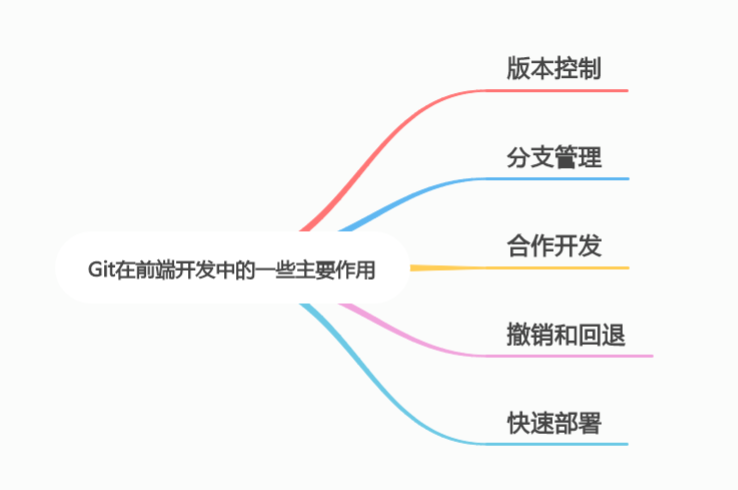 版本控制
分支管理
Git在前端开发中的一些主要作用
合作开发
撤销和回退
快速部署